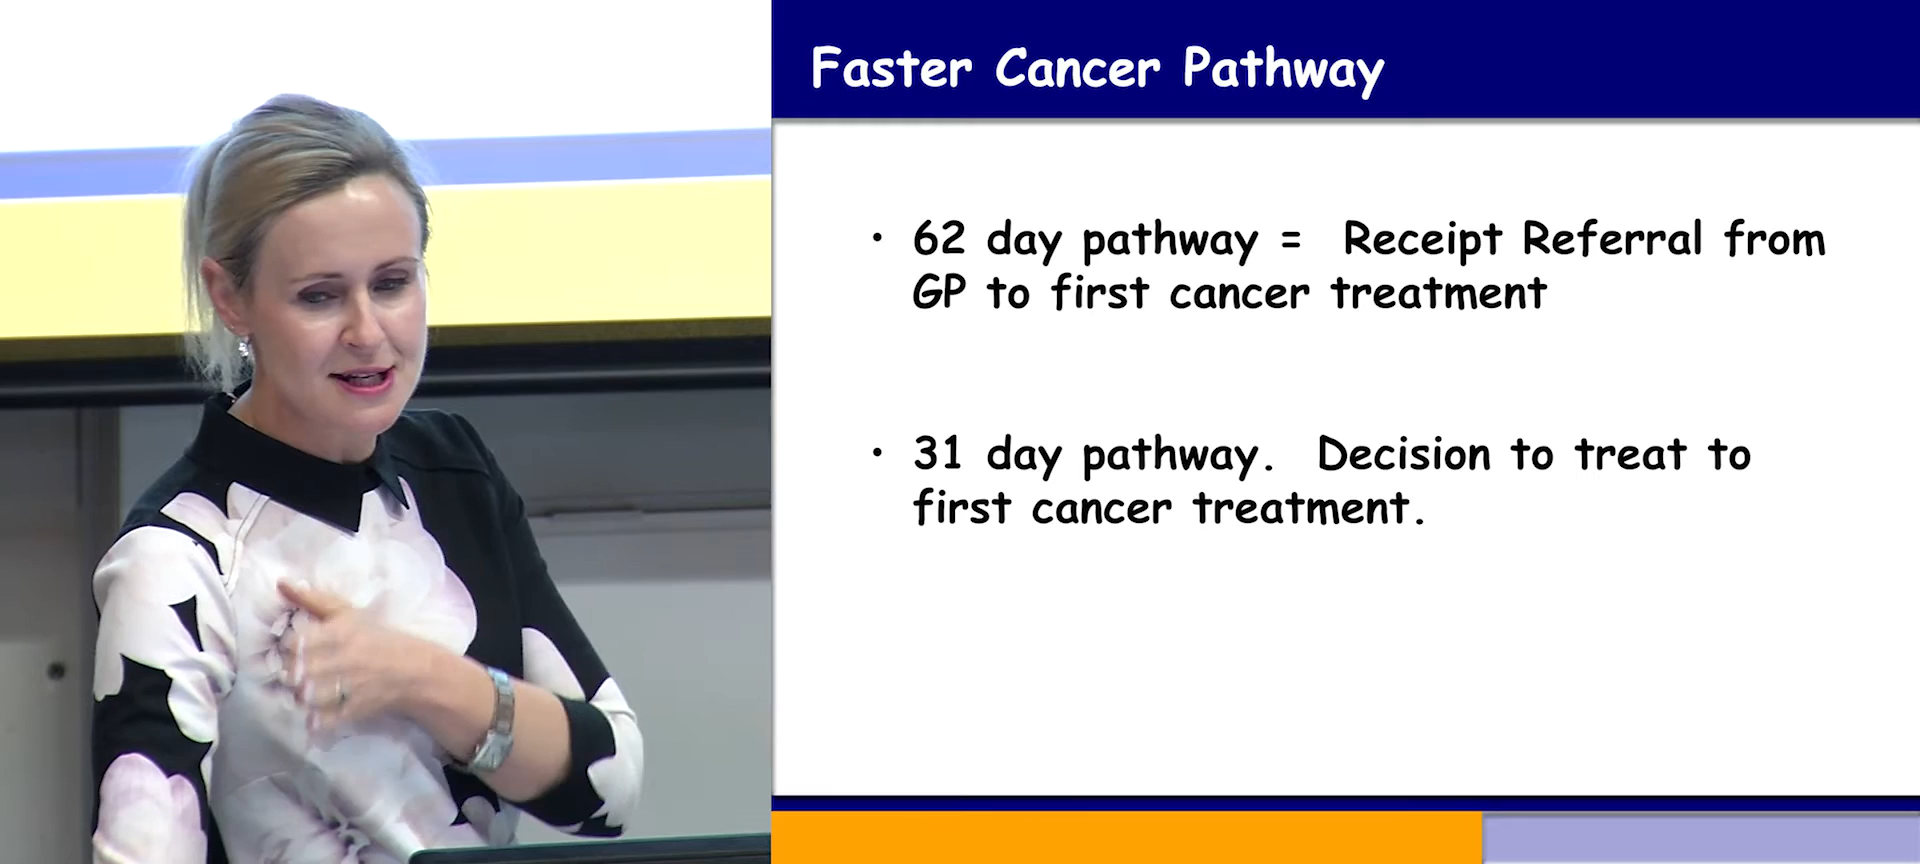 Faster Cancer Pathway
• 62 day pathway = Receipt Referral from
GP to first cancer treatment
• 31 day pathway. Decision to treat to
first cancer treatment.